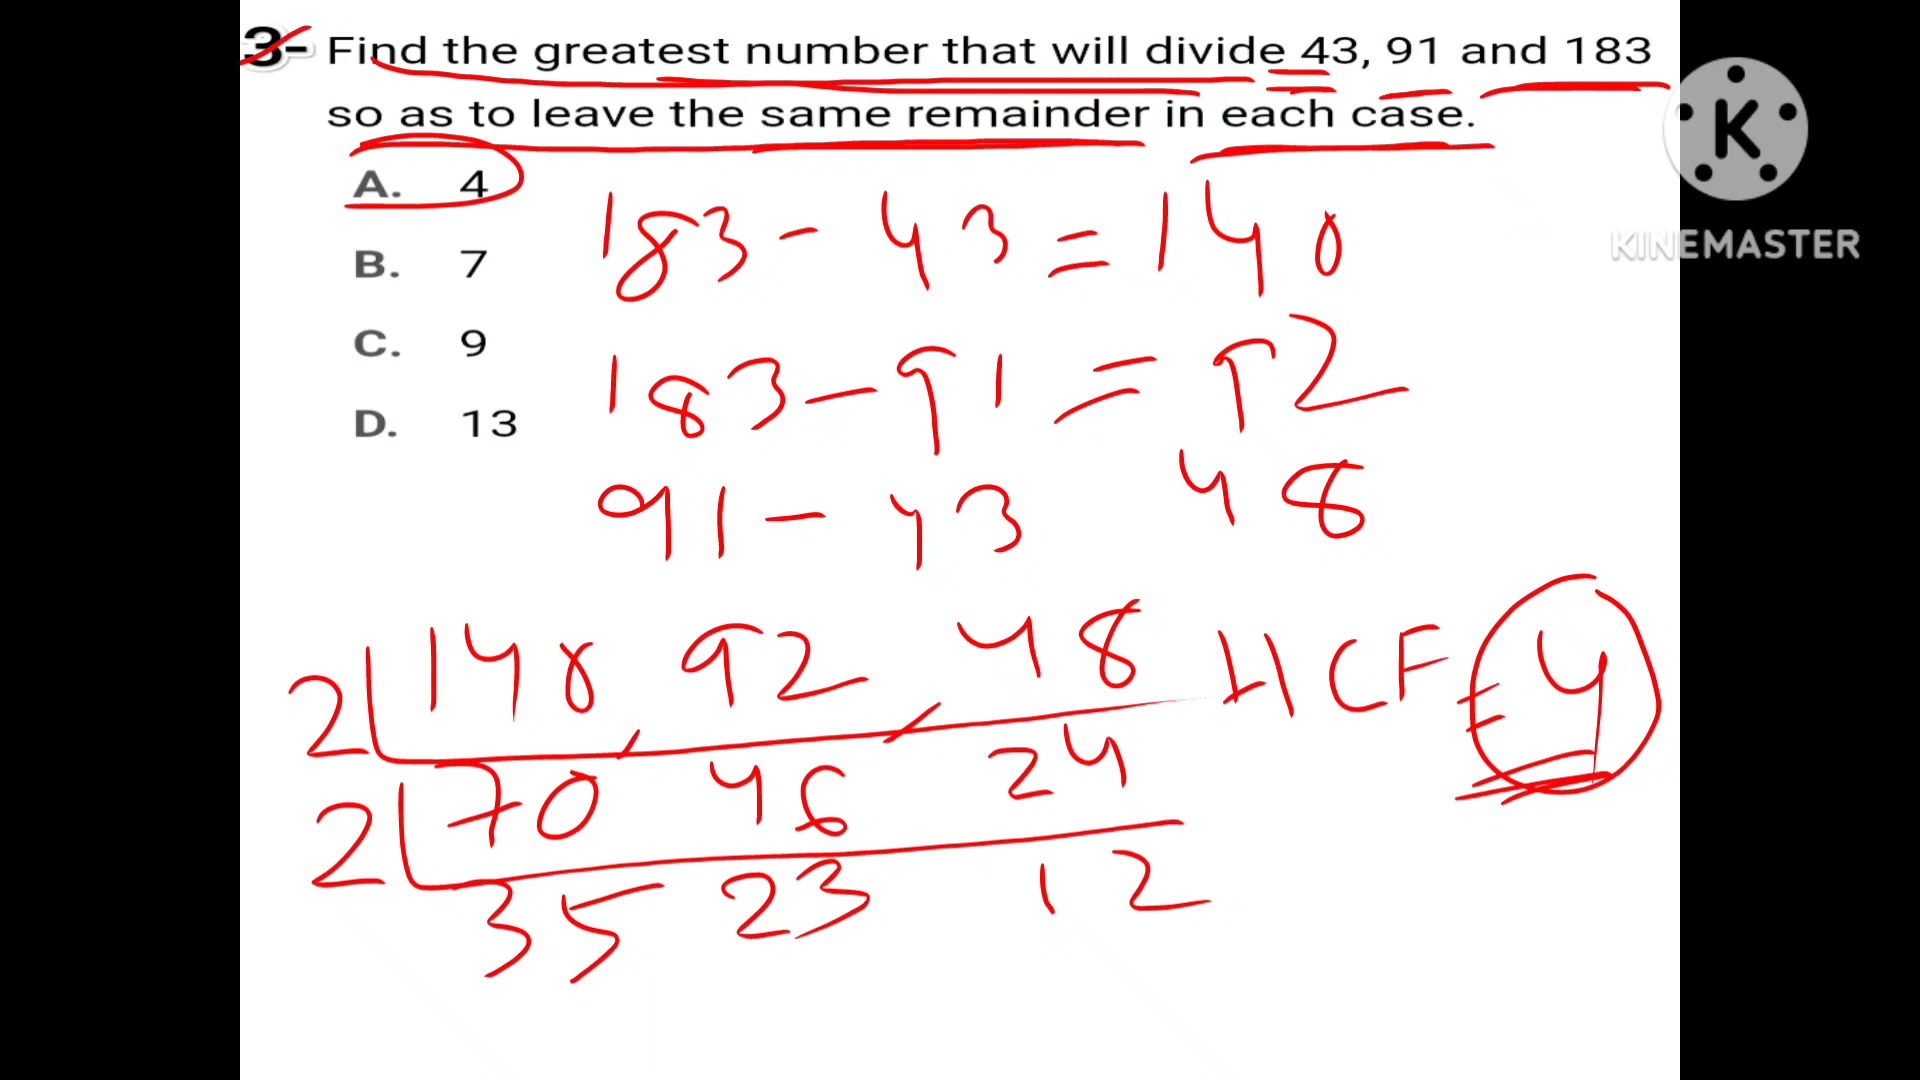 3- Find the greatest number that will divide 43, 91 and 183
so as to leave the same remainder in each case.
A. 4
B. 7
C. 9
D. 13
183 - 43 = 140
183 - 91 = 92
91 - 43 48
2 140, 92, 48 HCF = 4
2 70 46 24
35 23 12
K
KINEMASTER